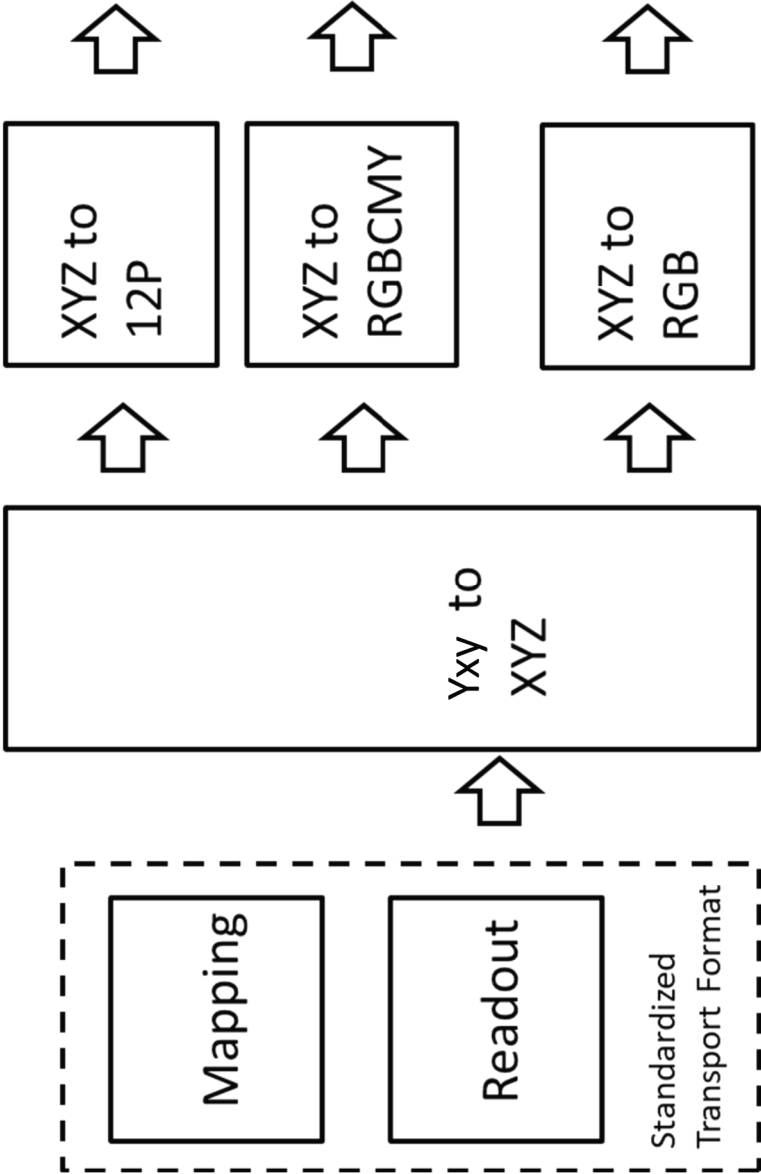 Mapping
Readout
Standardized
Transport Format
Yxy to
XYZ
XYZ to
12P
XYZ to
RGBCMY
XYZ to
RGB